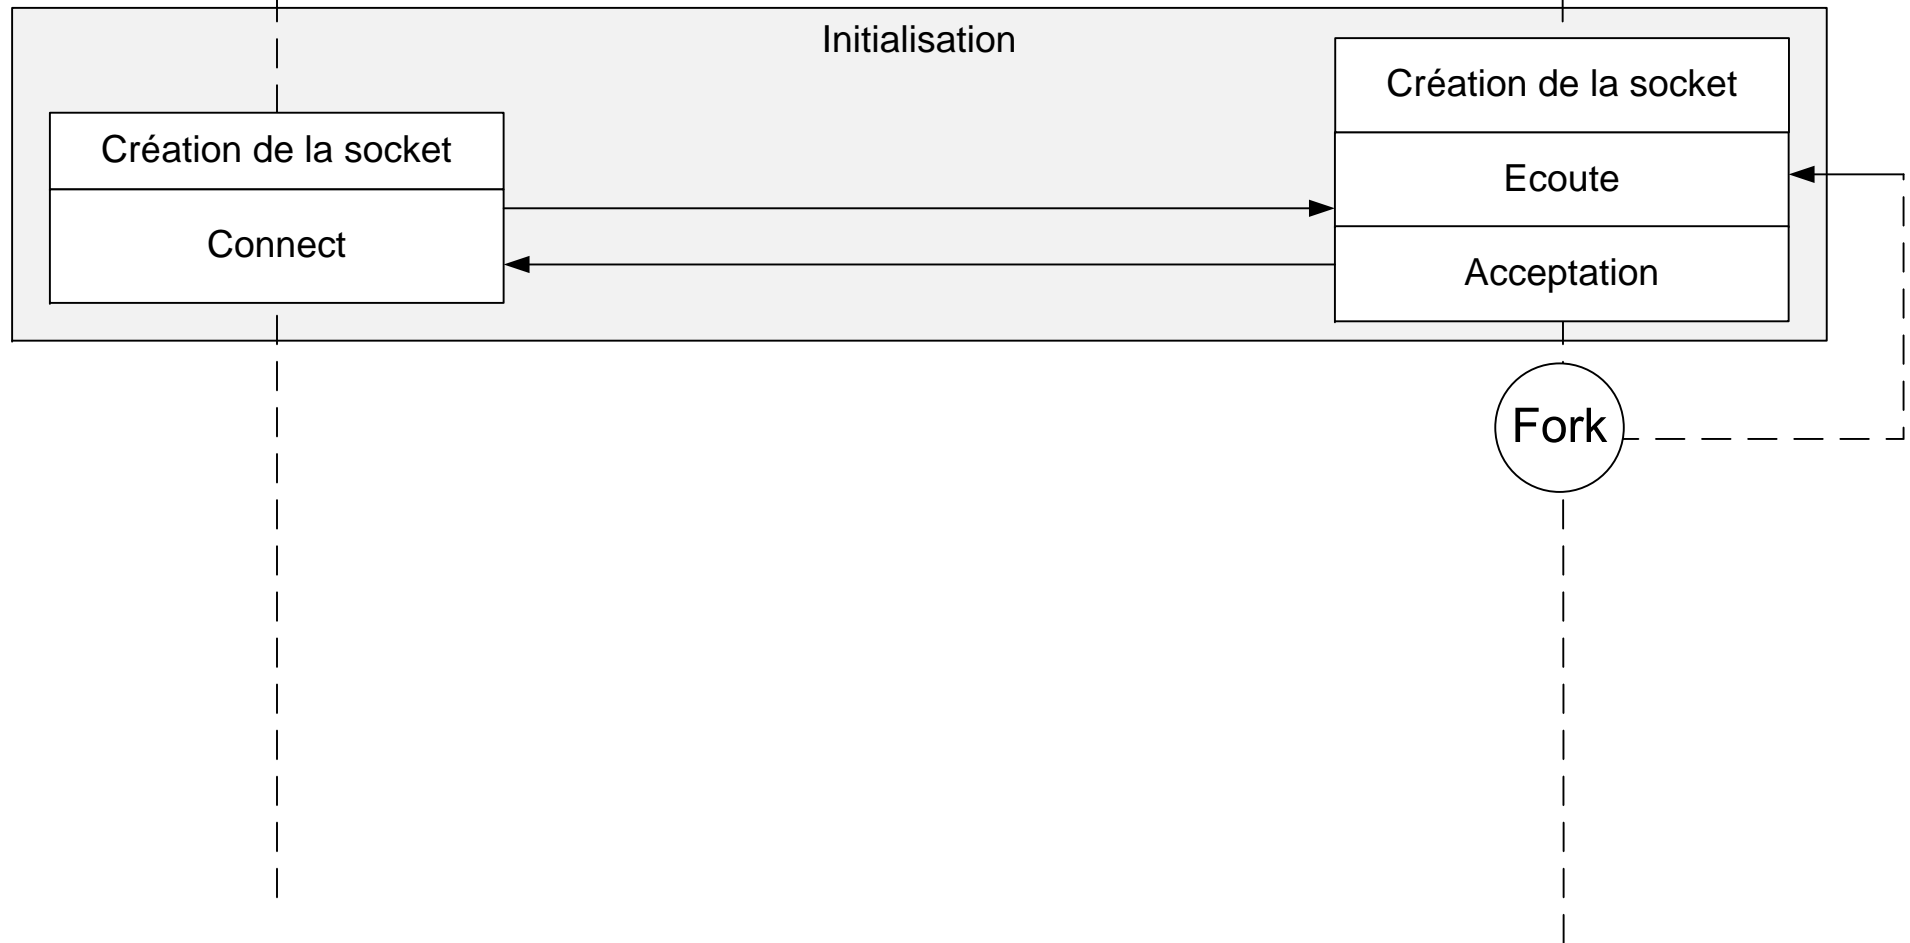 Initialisation
Création de la socket
Création de la socket
Ecoute
Connect
Acceptation
Fork